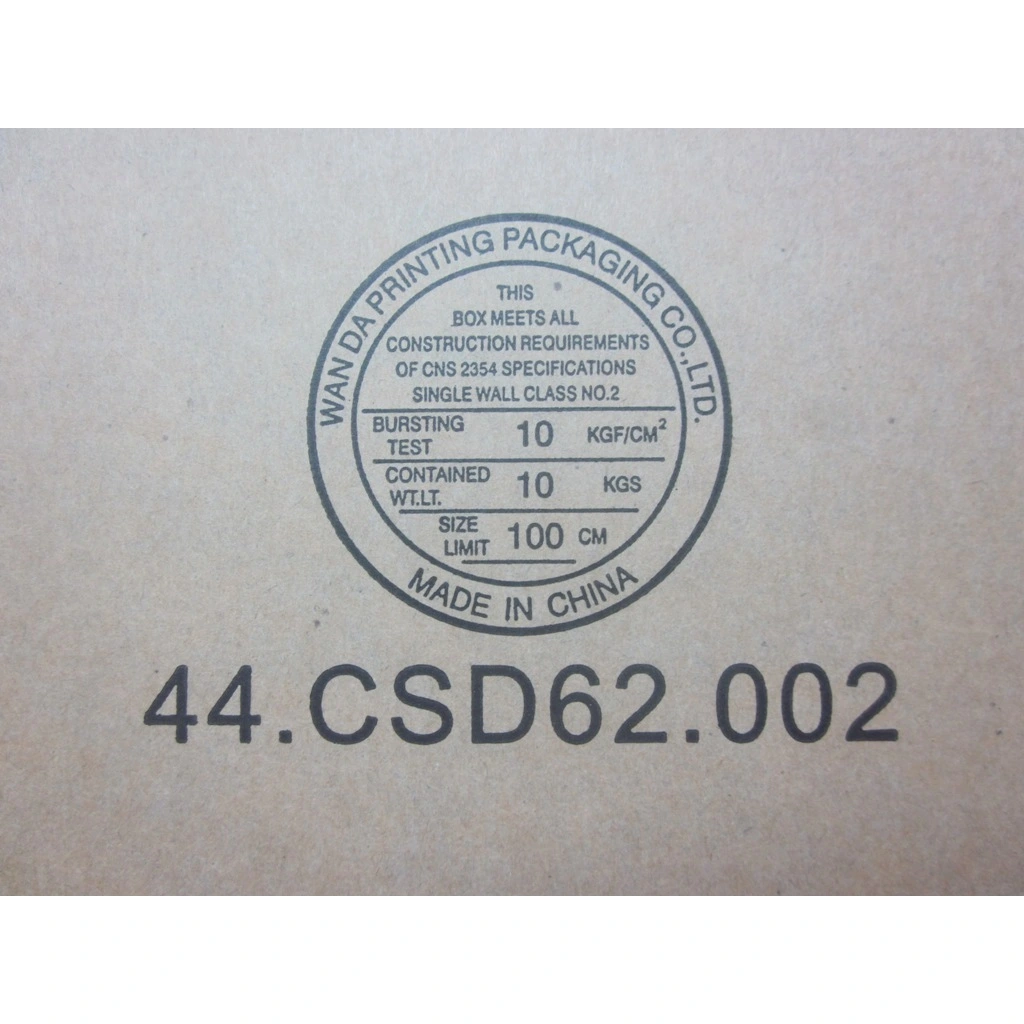 WAN DA PRINTING PACKAGING CO.,LTD.
THIS
BOX MEETS ALL
CONSTRUCTION REQUIREMENTS
OF CNS 2354 SPECIFICATIONS
SINGLE WALL CLASS NO.2
BURSTING TEST 10 KGF/CM²
CONTAINED WT.LT. 10 KGS
SIZE LIMIT 100 CM
MADE IN CHINA
44.CSD62.002